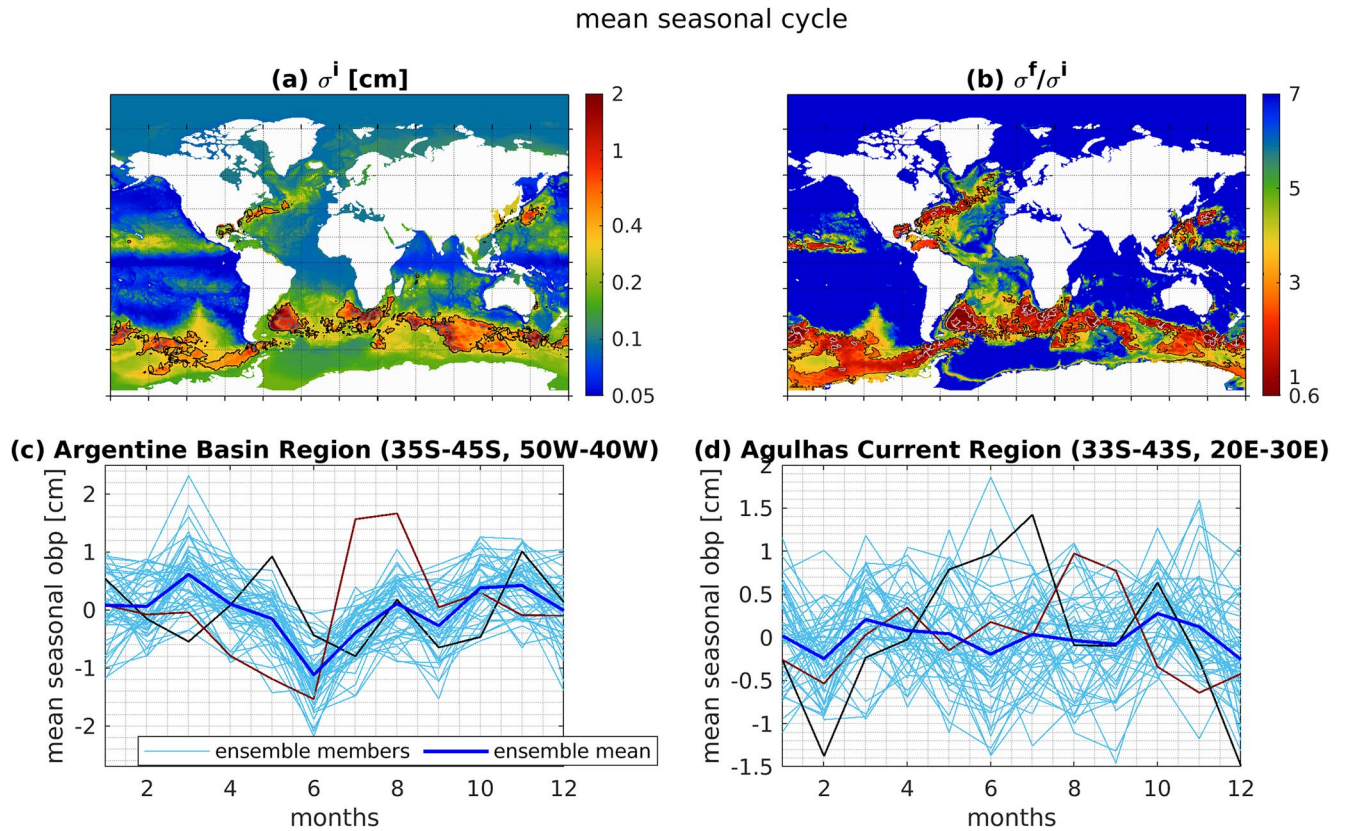 mean seasonal cycle
(a) σ^i [cm]
2
1
0.4
0.2
0.1
0.05
(b) σ^f/σ^i
7
5
3
1
0.6
(c) Argentine Basin Region (35S-45S, 50W-40W)
mean seasonal obp [cm]
2
1
0
-1
-2
ensemble members
ensemble mean
2 4 6 8 10 12
months
(d) Agulhas Current Region (33S-43S, 20E-30E)
mean seasonal obp [cm]
2
1.5
1
0.5
0
-0.5
-1
-1.5
2 4 6 8 10 12
months